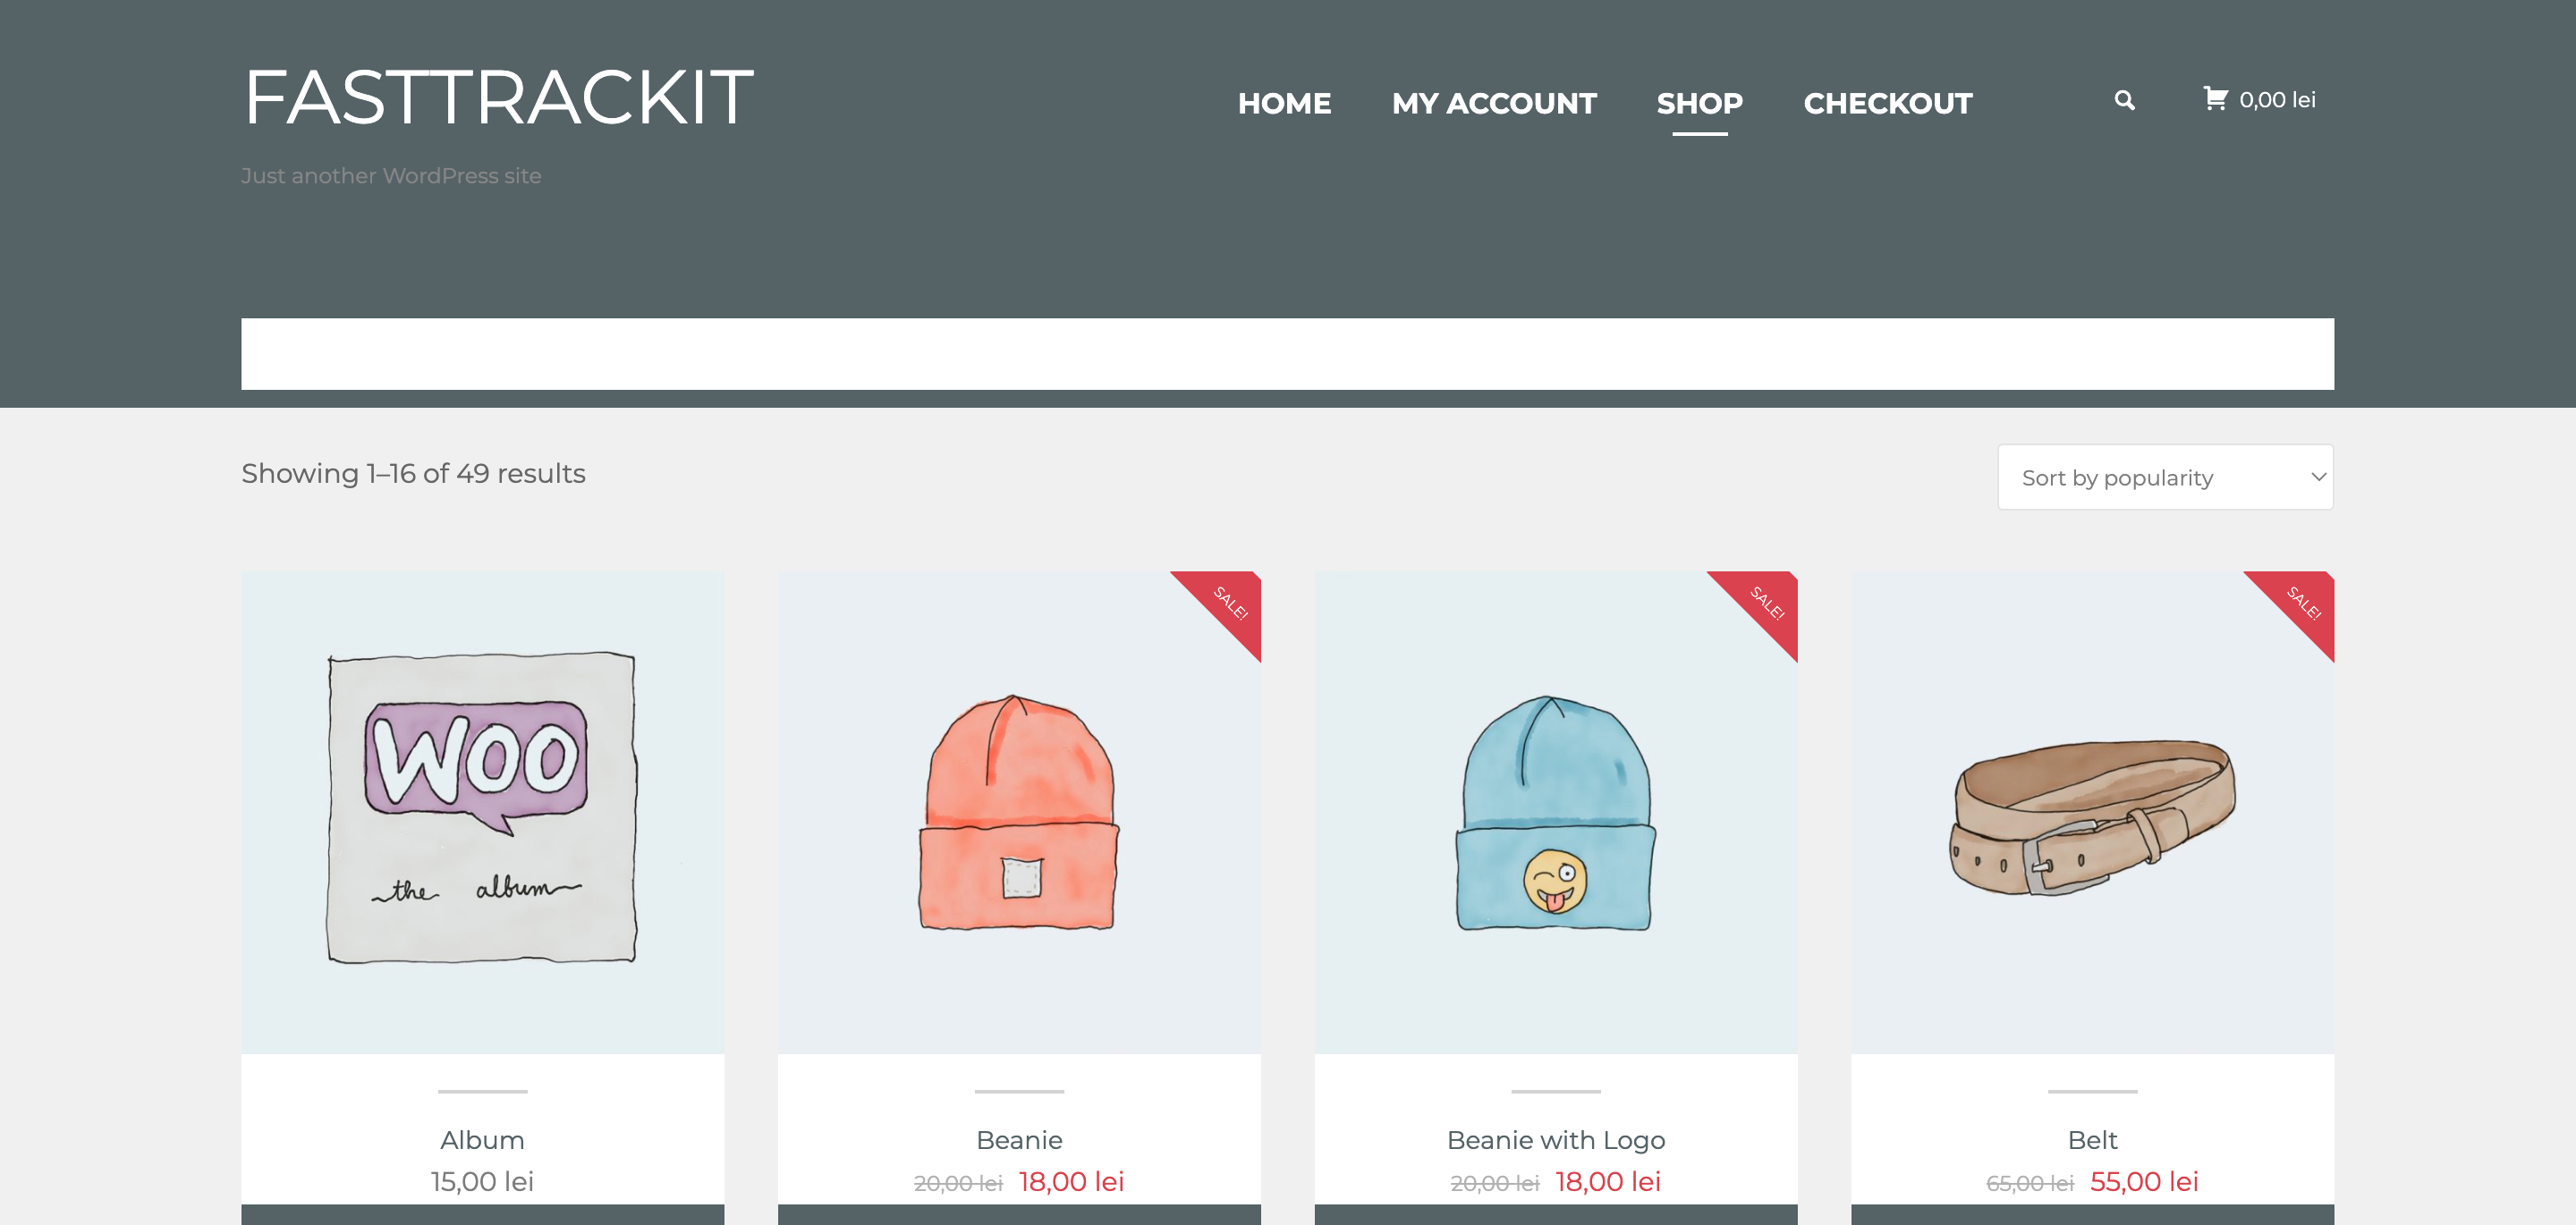 FASTTRACKIT
HOME MY ACCOUNT SHOP CHECKOUT 0,00 lei
Just another WordPress site
Showing 1–16 of 49 results
Sort by popularity
SALE! SALE! SALE!
WOO
the album
Album Beanie Beanie with Logo Belt
15,00 lei 20,00 lei 18,00 lei 20,00 lei 18,00 lei 65,00 lei 55,00 lei